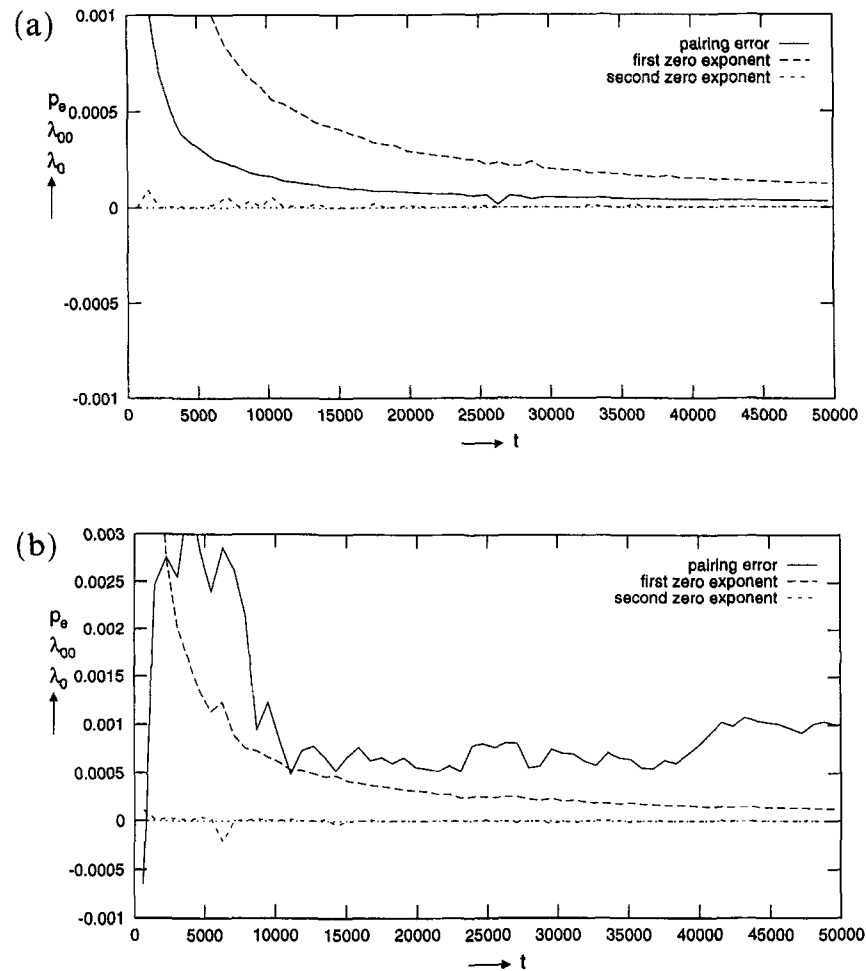 (a)
0.001
0.0005
0
-0.0005
-0.001
pₑ
λ₀₀
λ₀
pairing error
first zero exponent
second zero exponent
0 5000 10000 15000 20000 25000 30000 35000 40000 45000 50000
t
(b)
0.003
0.0025
0.002
0.0015
0.001
0.0005
0
-0.0005
-0.001
pₑ
λ₀₀
λ₀
pairing error
first zero exponent
second zero exponent
0 5000 10000 15000 20000 25000 30000 35000 40000 45000 50000
t